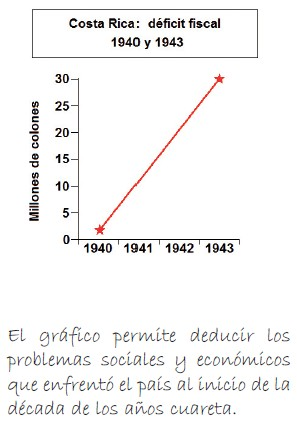 Costa Rica: déficit fiscal
1940 y 1943
Millones de colones
30
25
20
15
10
5
0
1940 1941 1942 1943
El gráfico permite deducir los
problemas sociales y económicos
que enfrentó el país al inicio de la
década de los años cuareta.